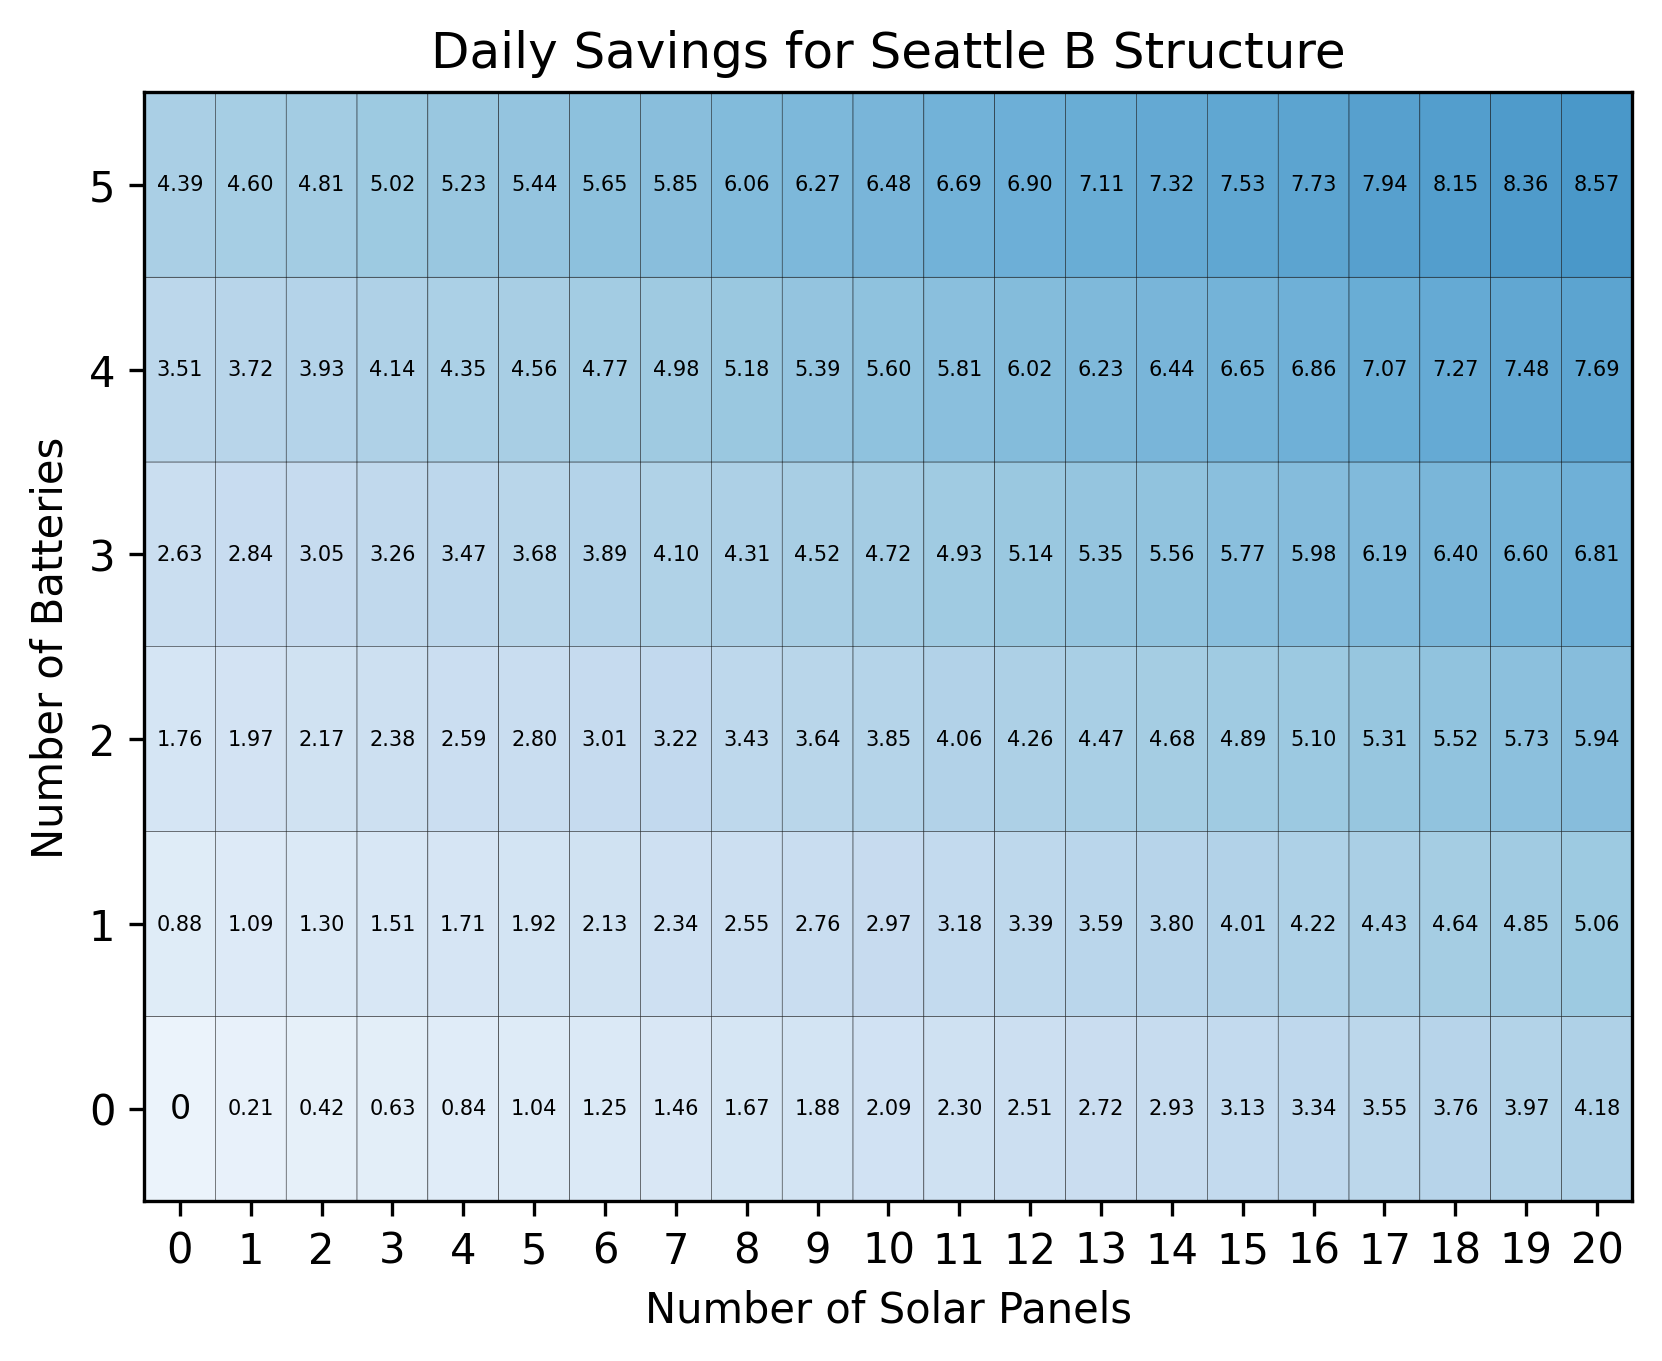 Daily Savings for Seattle B Structure
Number of Batteries
5 4.39 4.60 4.81 5.02 5.23 5.44 5.65 5.85 6.06 6.27 6.48 6.69 6.90 7.11 7.32 7.53 7.73 7.94 8.15 8.36 8.57
4 3.51 3.72 3.93 4.14 4.35 4.56 4.77 4.98 5.18 5.39 5.60 5.81 6.02 6.23 6.44 6.65 6.86 7.07 7.27 7.48 7.69
3 2.63 2.84 3.05 3.26 3.47 3.68 3.89 4.10 4.31 4.52 4.72 4.93 5.14 5.35 5.56 5.77 5.98 6.19 6.40 6.60 6.81
2 1.76 1.97 2.17 2.38 2.59 2.80 3.01 3.22 3.43 3.64 3.85 4.06 4.26 4.47 4.68 4.89 5.10 5.31 5.52 5.73 5.94
1 0.88 1.09 1.30 1.51 1.71 1.92 2.13 2.34 2.55 2.76 2.97 3.18 3.39 3.59 3.80 4.01 4.22 4.43 4.64 4.85 5.06
0 0 0.21 0.42 0.63 0.84 1.04 1.25 1.46 1.67 1.88 2.09 2.30 2.51 2.72 2.93 3.13 3.34 3.55 3.76 3.97 4.18
0 1 2 3 4 5 6 7 8 9 10 11 12 13 14 15 16 17 18 19 20
Number of Solar Panels